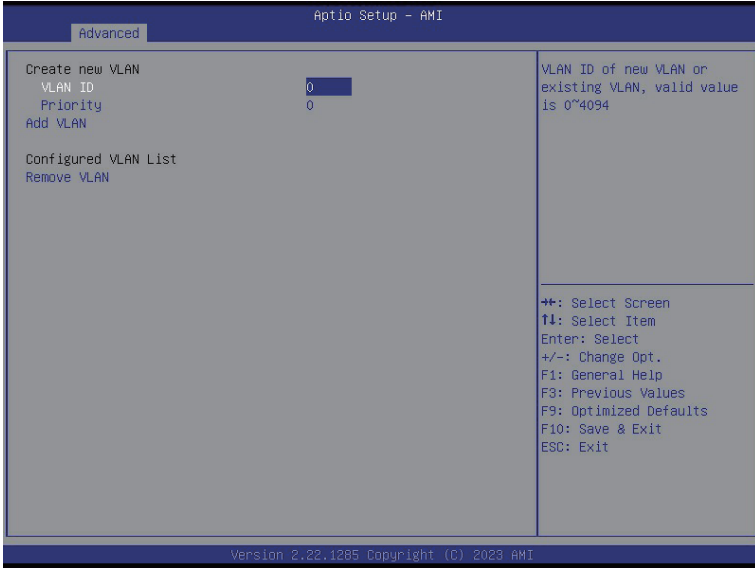 Aptio Setup – AMI
Advanced
Create new VLAN
VLAN ID 0
Priority 0
Add VLAN
Configured VLAN List
Remove VLAN
VLAN ID of new VLAN or
existing VLAN, valid value
is 0~4094
→←: Select Screen
↑↓: Select Item
Enter: Select
+/-: Change Opt.
F1: General Help
F3: Previous Values
F9: Optimized Defaults
F10: Save & Exit
ESC: Exit
Version 2.22.1285 Copyright (C) 2023 AMI